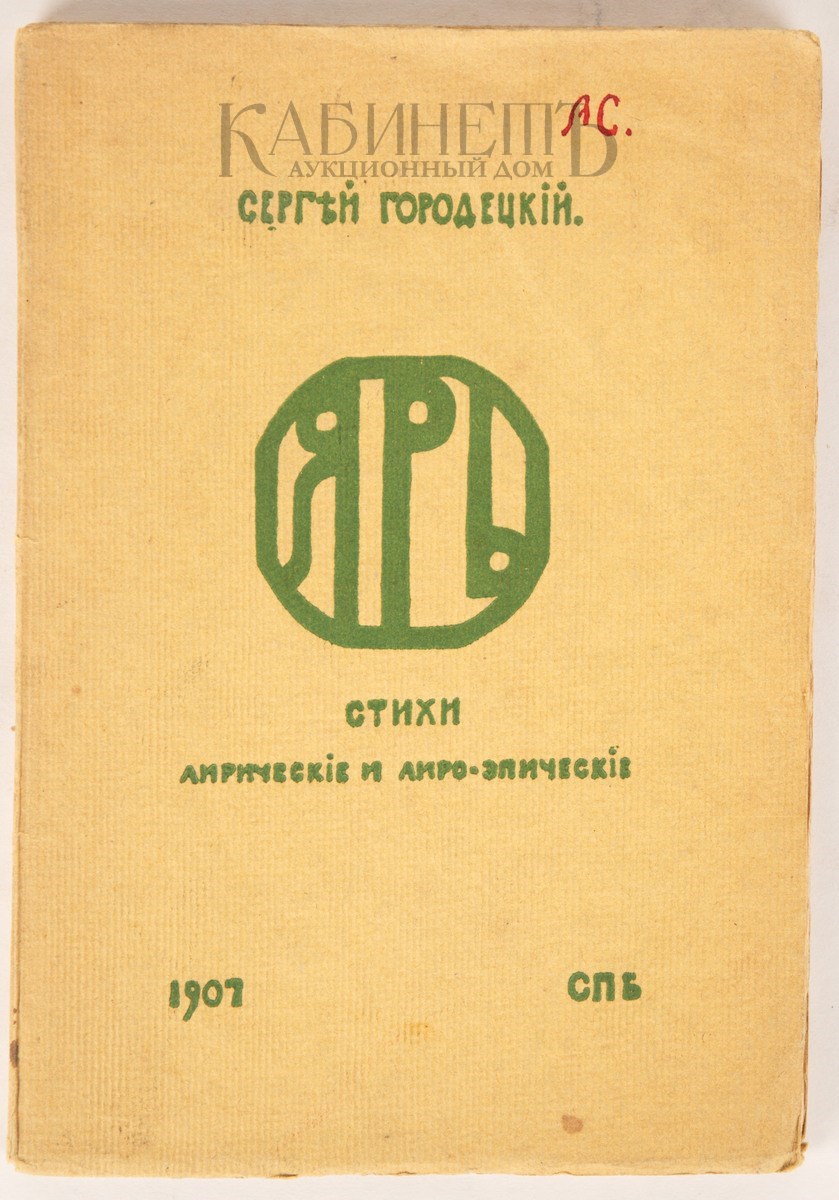 КАБИНЕТЪ
АС.
АУКЦИОННЫЙ ДОМ
СЕРГѢЙ ГОРОДЕЦКІЙ.
ЯРЬ
СТИХИ
ЛИРИЧЕСКІЕ И ЛИРО-ЭПИЧЕСКІЕ
1907 СПБ